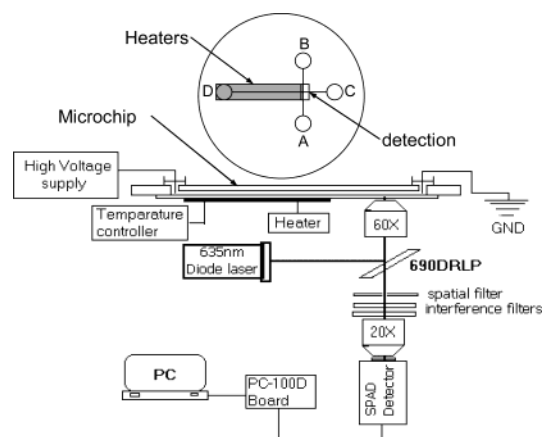 Heaters
B
D
C
A
Microchip
detection
High Voltage
supply
Temparature
controller
Heater
60X
GND
635nm
Diode laser
690DRLP
spatial filter
interference filters
20X
PC
PC-100D
Board
SPAD
Detector